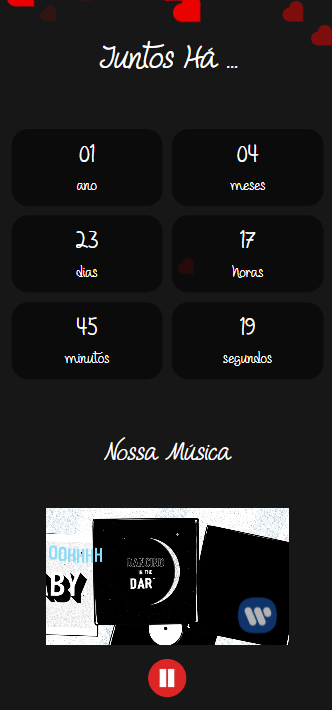 Juntos Há ...
01
ano
04
meses
23
dias
17
horas
45
minutos
19
segundos
Nossa Música
OOHHHH
BY
DANCING
IN THE
DAR